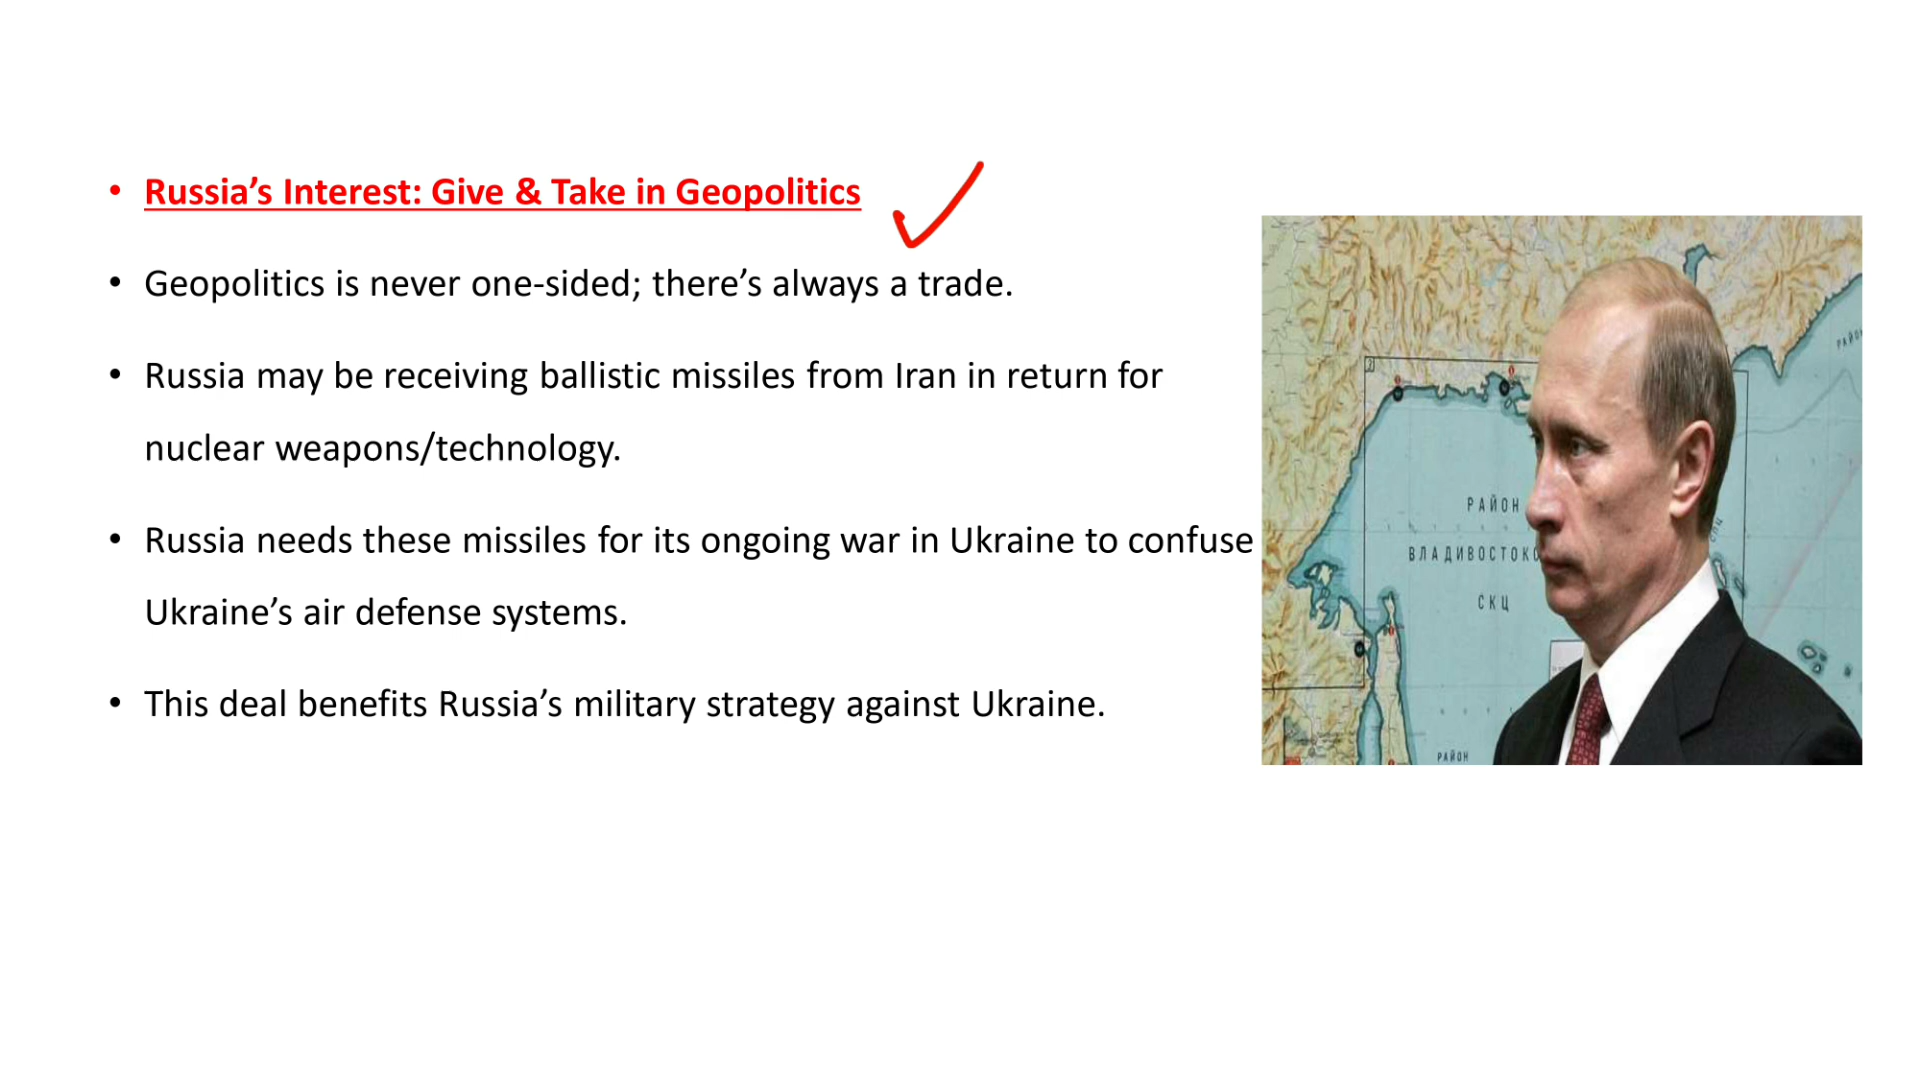 • Russia’s Interest: Give & Take in Geopolitics
• Geopolitics is never one-sided; there’s always a trade.
• Russia may be receiving ballistic missiles from Iran in return for
nuclear weapons/technology.
• Russia needs these missiles for its ongoing war in Ukraine to confuse
Ukraine’s air defense systems.
• This deal benefits Russia’s military strategy against Ukraine.
РАЙОН
СКЦ
РАЙОН